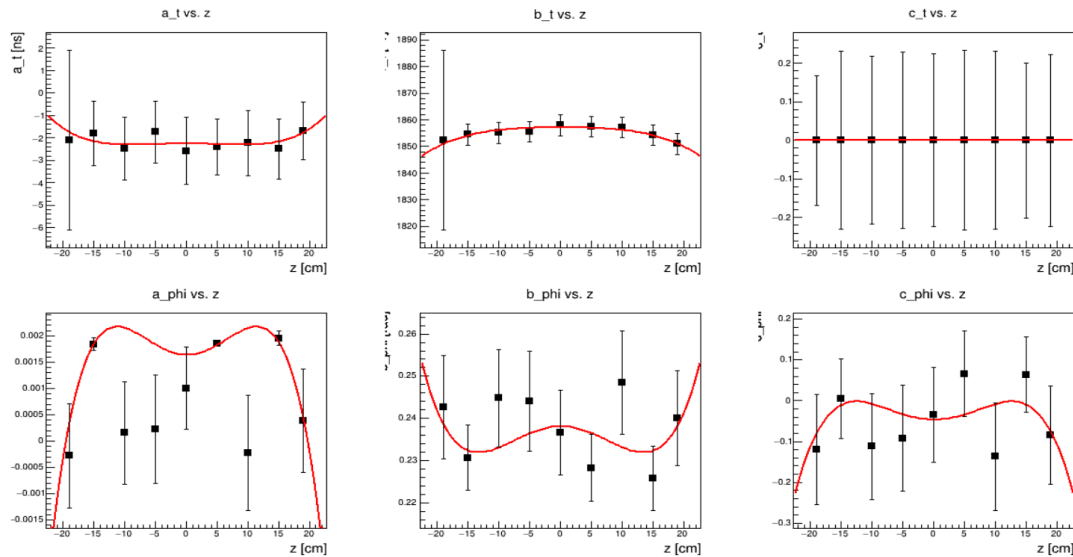 a_t vs. z
b_t vs. z
c_t vs. z
a_t [ns]
2
1
0
−1
−2
−3
−4
−5
−6
−20 −15 −10 −5 0 5 10 15 20
z [cm]
1890
1880
1870
1860
1850
1840
1830
1820
−20 −15 −10 −5 0 5 10 15 20
z [cm]
0.2
0.1
0
−0.1
−0.2
−20 −15 −10 −5 0 5 10 15 20
z [cm]
a_phi vs. z
b_phi vs. z
c_phi vs. z
0.002
0.0015
0.001
0.0005
0
−0.0005
−0.001
−0.0015
−20 −15 −10 −5 0 5 10 15 20
z [cm]
0.26
0.25
0.24
0.23
0.22
−20 −15 −10 −5 0 5 10 15 20
z [cm]
0.2
0.1
0
−0.1
−0.2
−0.3
−20 −15 −10 −5 0 5 10 15 20
z [cm]